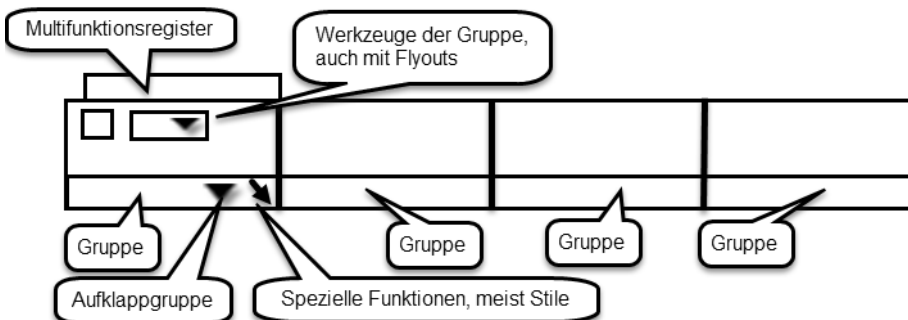 Multifunktionsregister
Werkzeuge der Gruppe,
auch mit Flyouts
Gruppe
Gruppe
Gruppe
Gruppe
Aufklappgruppe
Spezielle Funktionen, meist Stile